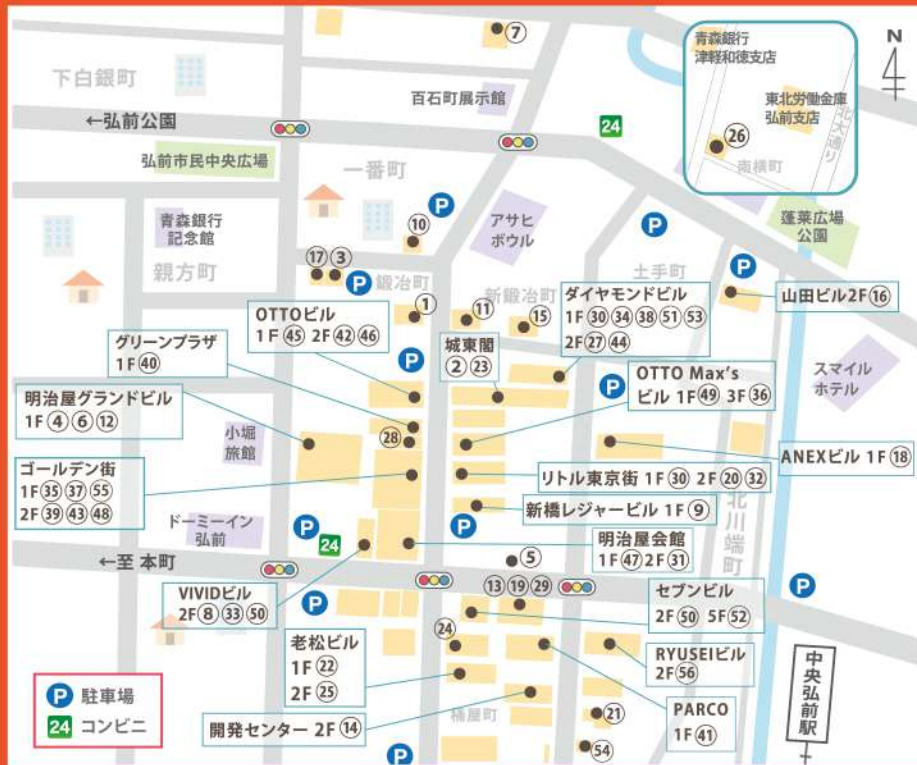 ⑦
青森銀行
津軽和徳支店
N
4
下白銀町
百石町展示館
東北労働金庫
弘前支店
㉖
北大通り
南横町
←弘前公園
24
弘前市民中央広場
一番町
P
⑩
アサヒ
ボウル
P
蓬莱広場
公園
青森銀行
記念館
親方町
⑰ ③
P
鍛冶町
新鍛冶町
土手町
P
①
⑪
⑮
山田ビル2F ⑯
OTTOビル
1F ㊺ 2F ㊷ ㊻
城東閣
② ㉓
ダイヤモンドビル
1F ㉚ ㉞ ㊳ 51 53
2F ㉗ ㊹
グリーンプラザ
1F ㊵
P
P
OTTO Max's
ビル 1F ㊾ 3F ㊱
スマイル
ホテル
明治屋グランドビル
1F ④ ⑥ ⑫
小堀
旅館
㉘
ANEXビル 1F ⑱
ゴールデン街
1F ㉟ ㊲ 55
2F ㊴ ㊸ ㊽
リトル東京街 1F ㉚ 2F ⑳ ㉜
新橋レジャービル 1F ⑨
北川端町
ドーミーイン
弘前
P
24
P
明治屋会館
1F ㊼ 2F ㉛
←至 本町
⑤
VIVIDビル
2F ⑧ ㉝ ㊿
P
⑬ ⑲ ㉙
セブンビル
2F ㊿ 5F 52
P
老松ビル
1F ㉒
2F ㉕
㉔
RYUSEIビル
2F 56
中央弘前駅
P 駐車場
24 コンビニ
開発センター 2F ⑭
桶屋町
㉑
PARCO
1F ㊶
P
54